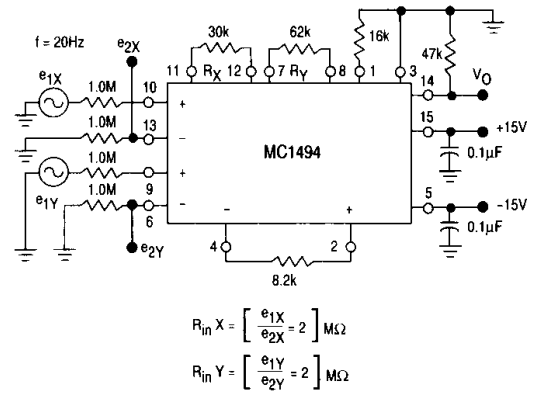 f = 20Hz
e2X
30k
62k
16k
47k
e1X
1.0M
10
11
RX
12
7
RY
8
1
3
14
VO
+
13
−
15
+15V
1.0M
MC1494
0.1µF
1.0M
+
e1Y
1.0M
9
−
6
5
−15V
0.1µF
e2Y
−
+
4
2
8.2k
Rin X = [ e1X / e2X = 2 ] MΩ
Rin Y = [ e1Y / e2Y = 2 ] MΩ